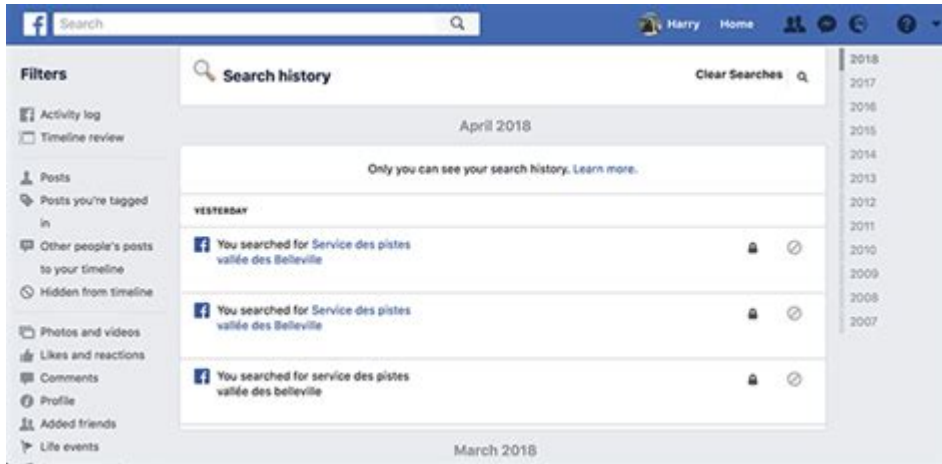 f
Search
Harry
Home
Filters
Activity log
Timeline review
Posts
Posts you're tagged
in
Other people's posts
to your timeline
Hidden from timeline
Photos and videos
Likes and reactions
Comments
Profile
Added friends
Life events
Search history
Clear Searches
April 2018
Only you can see your search history. Learn more.
YESTERDAY
You searched for Service des pistes
vallée des Belleville
You searched for Service des pistes
vallée des Belleville
You searched for service des pistes
vallée des belleville
March 2018
2018
2017
2016
2015
2014
2013
2012
2011
2010
2009
2008
2007